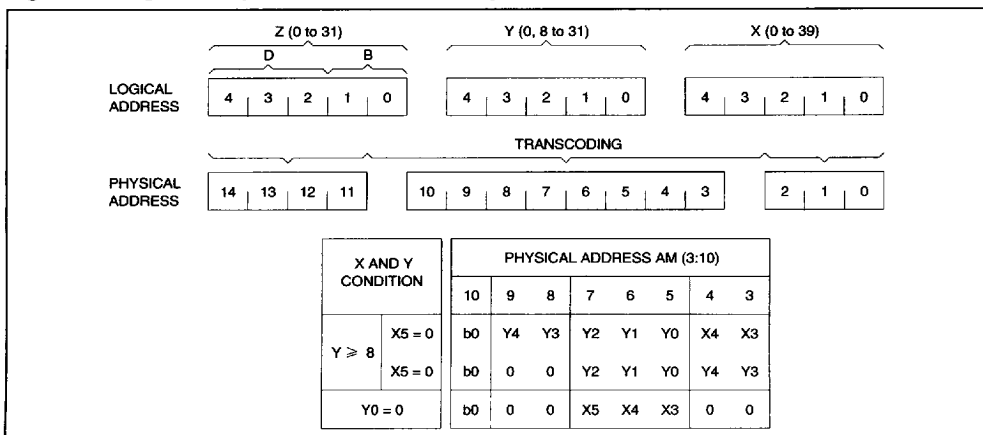 Z (0 to 31) Y (0, 8 to 31) X (0 to 39)
D B
LOGICAL ADDRESS 4 3 2 1 0 4 3 2 1 0 4 3 2 1 0
TRANSCODING
PHYSICAL ADDRESS 14 13 12 11 10 9 8 7 6 5 4 3 2 1 0
X AND Y CONDITION PHYSICAL ADDRESS AM (3:10)
10 9 8 7 6 5 4 3
Y ⩾ 8 X5 = 0 b0 Y4 Y3 Y2 Y1 Y0 X4 X3
X5 = 0 b0 0 0 Y2 Y1 Y0 Y4 Y3
Y0 = 0 b0 0 0 X5 X4 X3 0 0